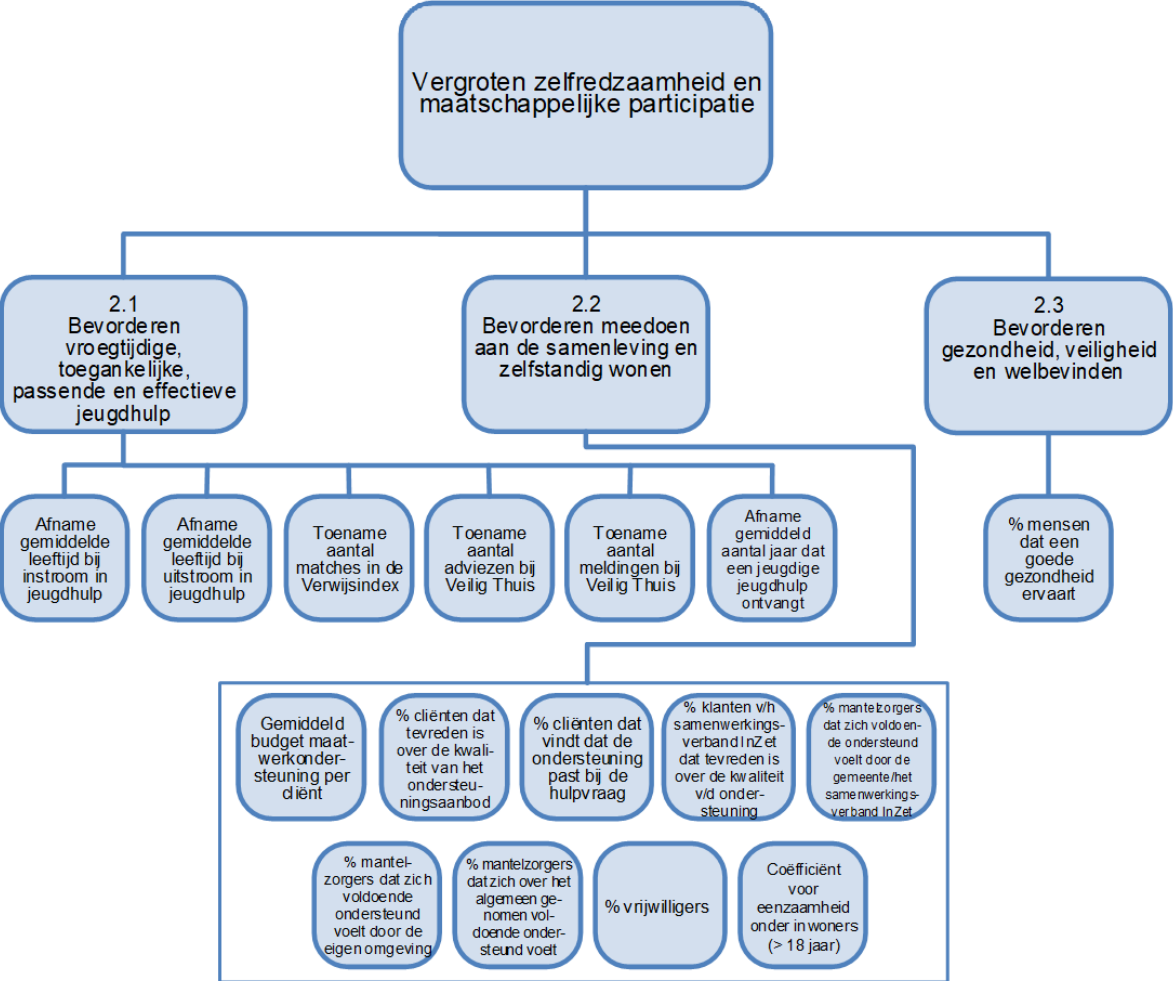 Vergroten zelfredzaamheid en
maatschappelijke participatie
2.1
Bevorderen
vroegtijdige,
toegankelijke,
passende en effectieve
jeugdhulp
2.2
Bevorderen meedoen
aan de samenleving en
zelfstandig wonen
2.3
Bevorderen
gezondheid, veiligheid
en welbevinden
Afname
gemiddelde
leeftijd bij
instroom in
jeugdhulp
Afname
gemiddelde
leeftijd bij
uitstroom in
jeugdhulp
Toename
aantal
matches in de
Verwijsindex
Toename
aantal
adviezen bij
Veilig Thuis
Toename
aantal
meldingen bij
Veilig Thuis
Afname
gemiddeld
aantal jaar dat
een jeugdige
jeugdhulp
ontvangt
% mensen
dat een
goede
gezondheid
ervaart
Gemiddeld
budget maat-
werkonder-
steuning per
cliënt
% cliënten dat
tevreden is
over de kwali-
teit van het
ondersteu-
ningsaanbod
% cliënten dat
vindt dat de
ondersteuning
past bij de
hulpvraag
% klanten v/h
samenwerkings-
verband InZet
dat tevreden is
over de kwaliteit
v/d onder-
steuning
% mantelzorgers
dat zich voldoen-
de ondersteund
voelt door de
gemeente/het
samenwerkings-
verband InZet
% mantel-
zorgers dat zich
voldoende
ondersteund
voelt door de
eigen omgeving
% mantelzorgers
dat zich over het
algemeen ge-
nomen vol-
doende onder-
steund voelt
% vrijwilligers
Coëfficiënt
voor
eenzaamheid
onder inwoners
(> 18 jaar)